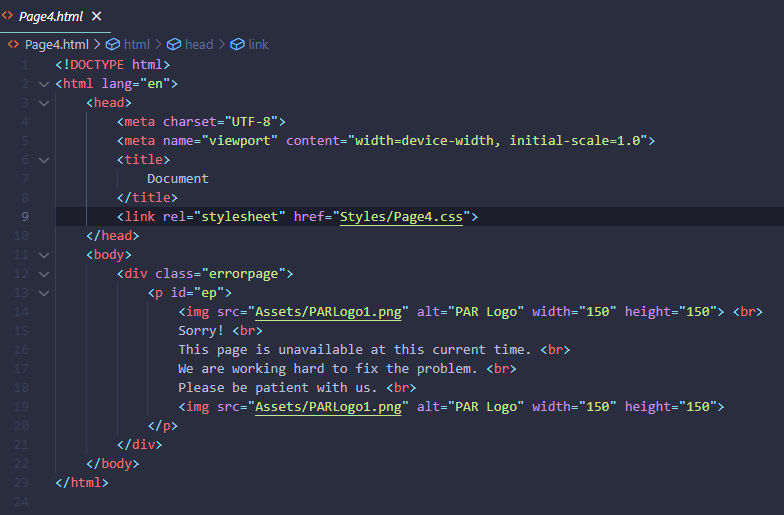 Page4.html
Page4.html > html > head > link
1 <!DOCTYPE html>
2 <html lang="en">
3 <head>
4 <meta charset="UTF-8">
5 <meta name="viewport" content="width=device-width, initial-scale=1.0">
6 <title>
7 Document
8 </title>
9 <link rel="stylesheet" href="Styles/Page4.css">
10 </head>
11 <body>
12 <div class="errorpage">
13 <p id="ep">
14 <img src="Assets/PARLogo1.png" alt="PAR Logo" width="150" height="150"> <br>
15 Sorry! <br>
16 This page is unavailable at this current time. <br>
17 We are working hard to fix the problem. <br>
18 Please be patient with us. <br>
19 <img src="Assets/PARLogo1.png" alt="PAR Logo" width="150" height="150">
20 </p>
21 </div>
22 </body>
23 </html>
24